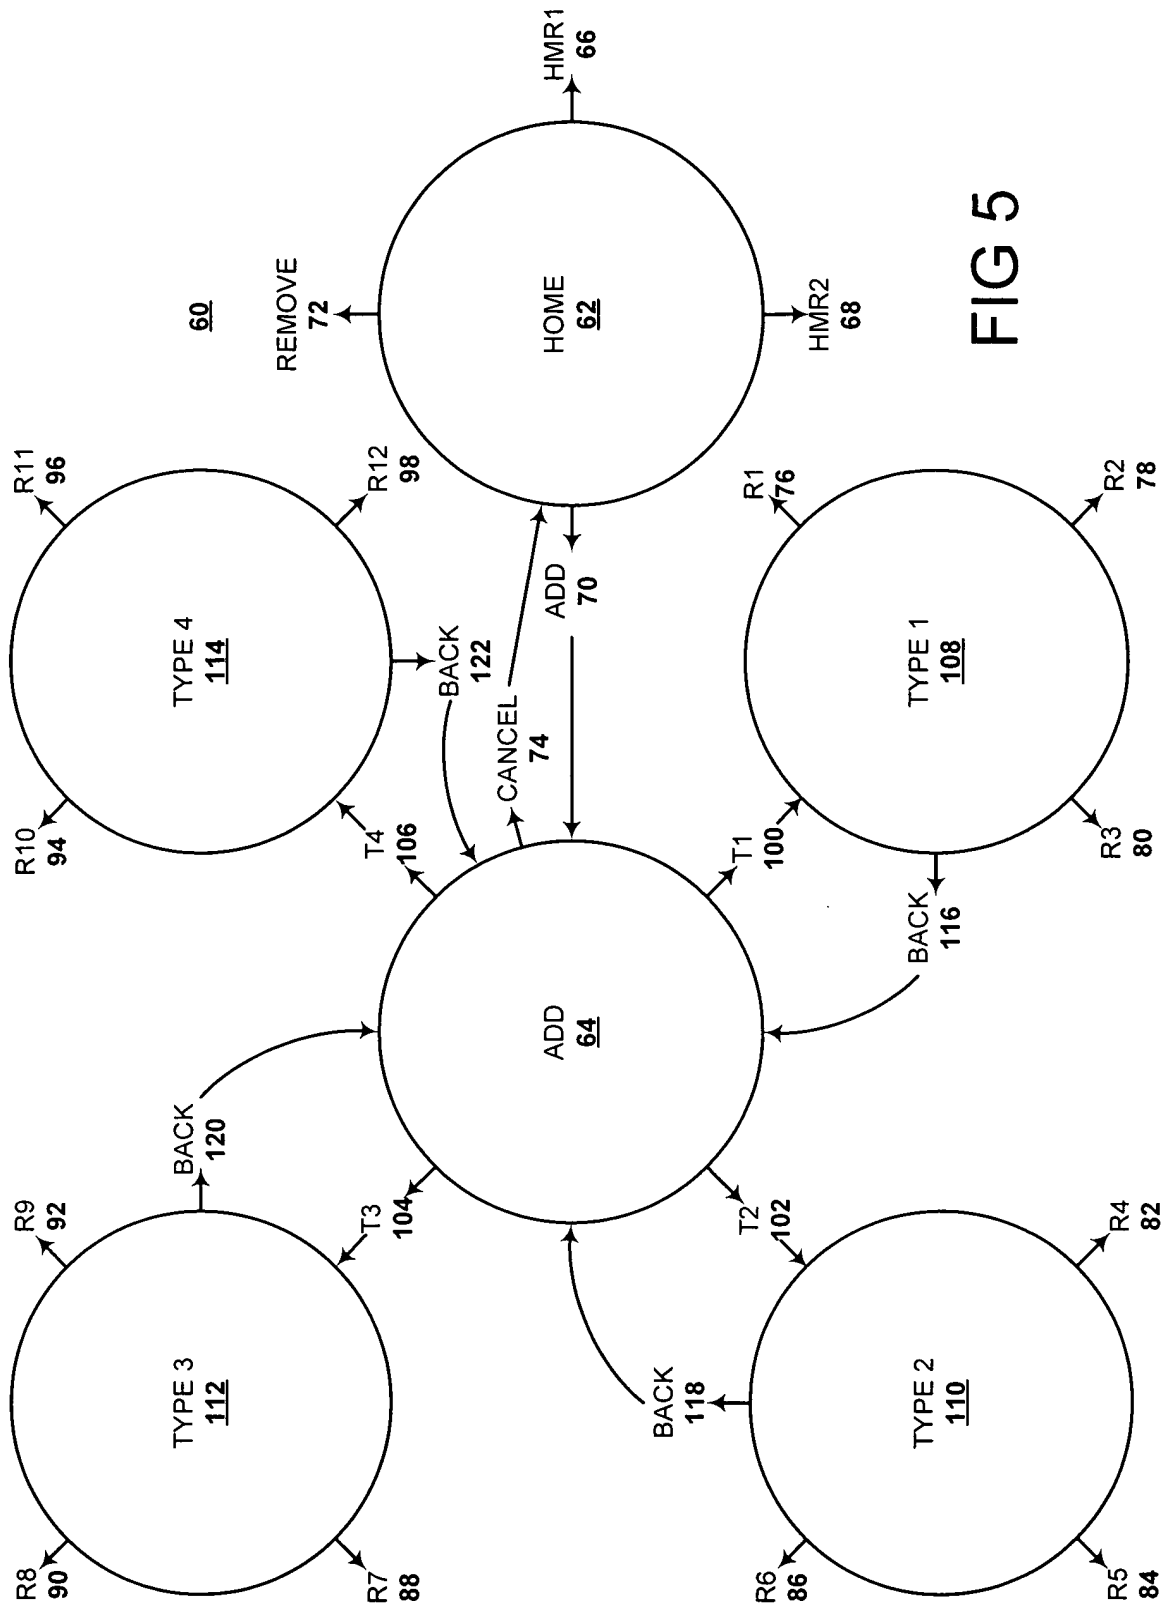 R8
90
R9
92
R10
94
R11
96
TYPE 3
112
BACK
120
TYPE 4
114
60
REMOVE
72
R7
88
T3
104
T4
106
R12
98
BACK
122
CANCEL
74
ADD
64
ADD
70
HOME
62
HMR1
66
BACK
118
T2
102
T1
100
R1
76
HMR2
68
R6
86
TYPE 2
110
BACK
116
TYPE 1
108
FIG 5
R5
84
R4
82
R3
80
R2
78